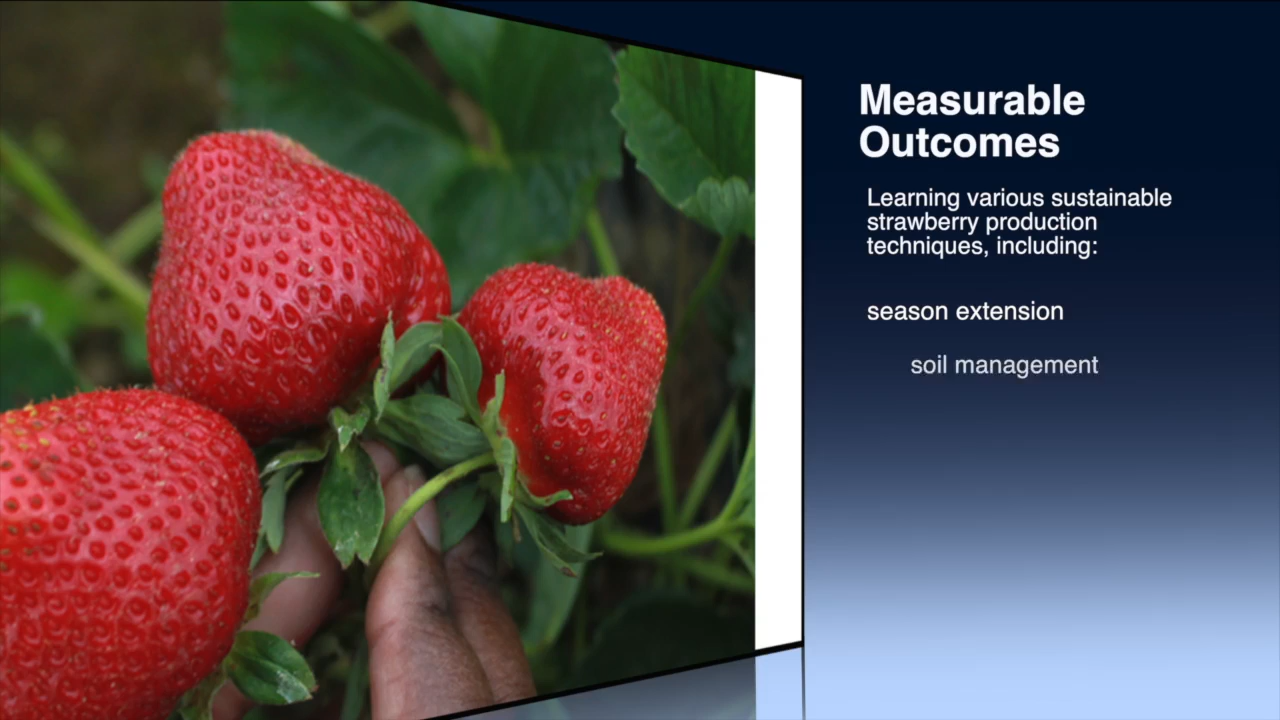 Measurable
Outcomes
Learning various sustainable
strawberry production
techniques, including:
season extension
soil management